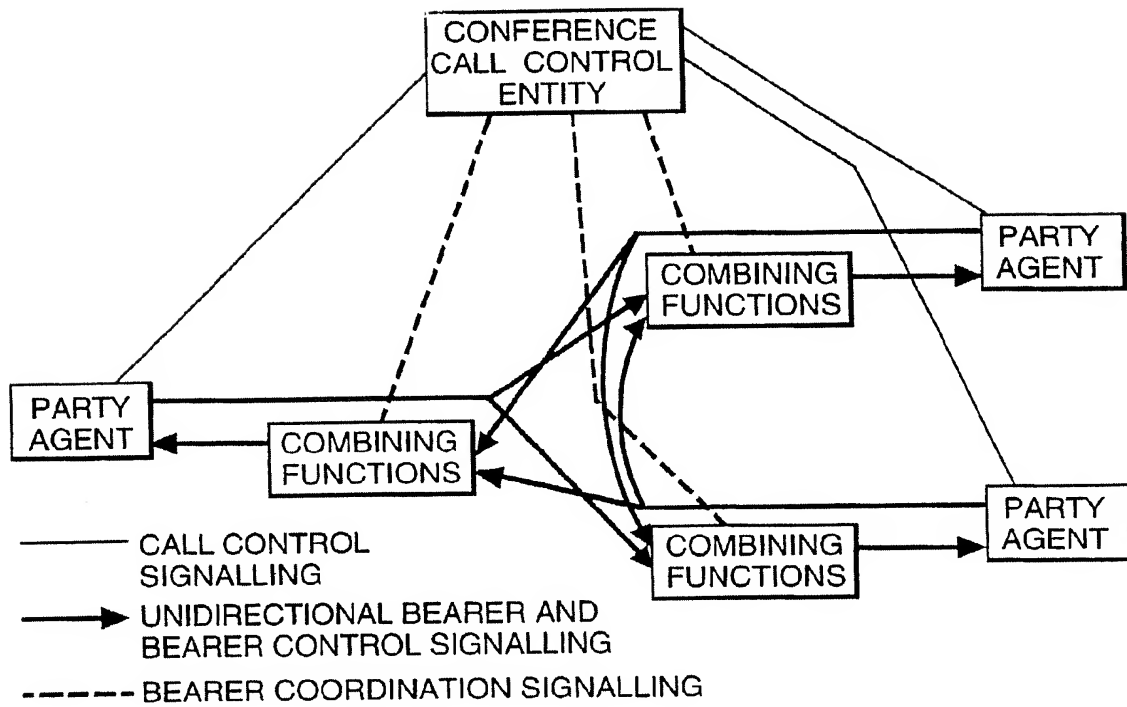 CONFERENCE
CALL CONTROL
ENTITY
PARTY
AGENT
COMBINING
FUNCTIONS
PARTY
AGENT
COMBINING
FUNCTIONS
PARTY
AGENT
COMBINING
FUNCTIONS
CALL CONTROL
SIGNALLING
UNIDIRECTIONAL BEARER AND
BEARER CONTROL SIGNALLING
BEARER COORDINATION SIGNALLING